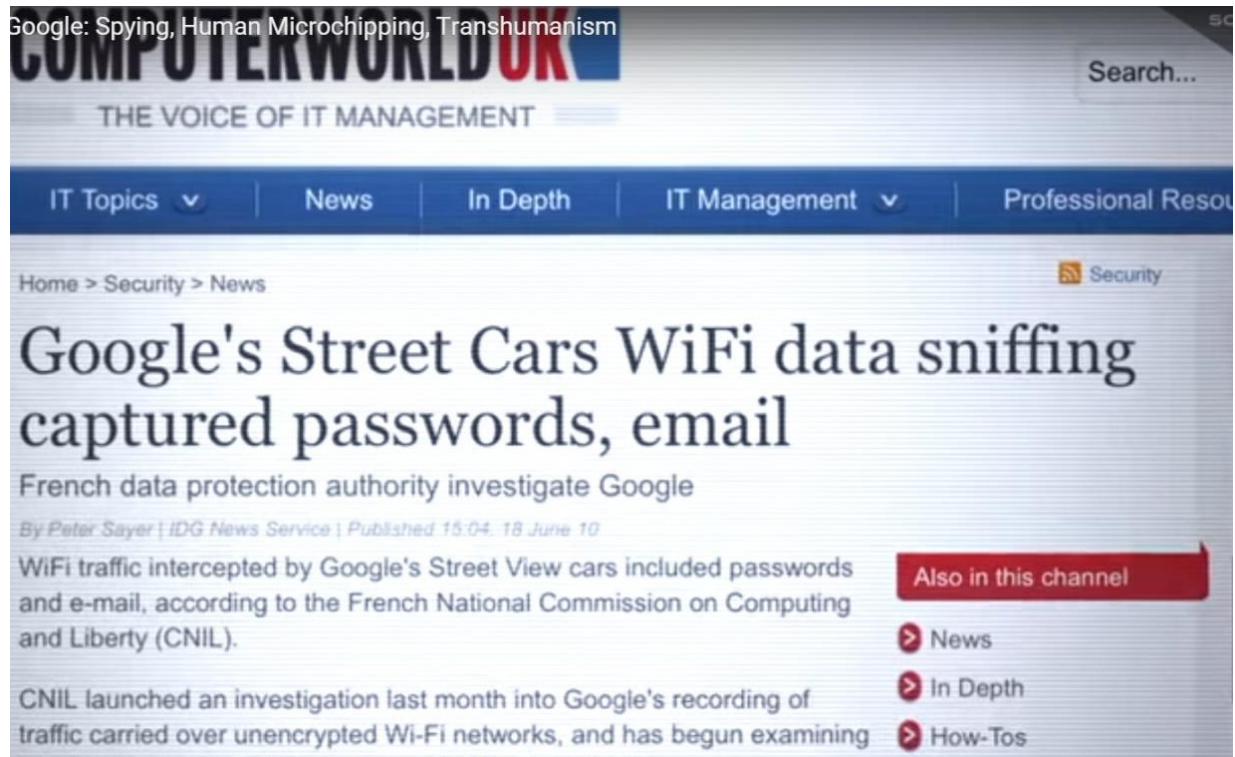 Google: Spying, Human Microchipping, Transhumanism
COMPUTERWORLDUK
Search...
THE VOICE OF IT MANAGEMENT
IT Topics
News
In Depth
IT Management
Professional
Home > Security > News
Security
Google's Street Cars WiFi data sniffing
captured passwords, email
French data protection authority investigate Google
By Peter Sayer | IDG News Service | Published 15:04, 18 June 10
WiFi traffic intercepted by Google's Street View cars included passwords
and e-mail, according to the French National Commission on Computing
and Liberty (CNIL).
CNIL launched an investigation last month into Google's recording of
traffic carried over unencrypted Wi-Fi networks, and has begun examining
Also in this channel
News
In Depth
How-Tos